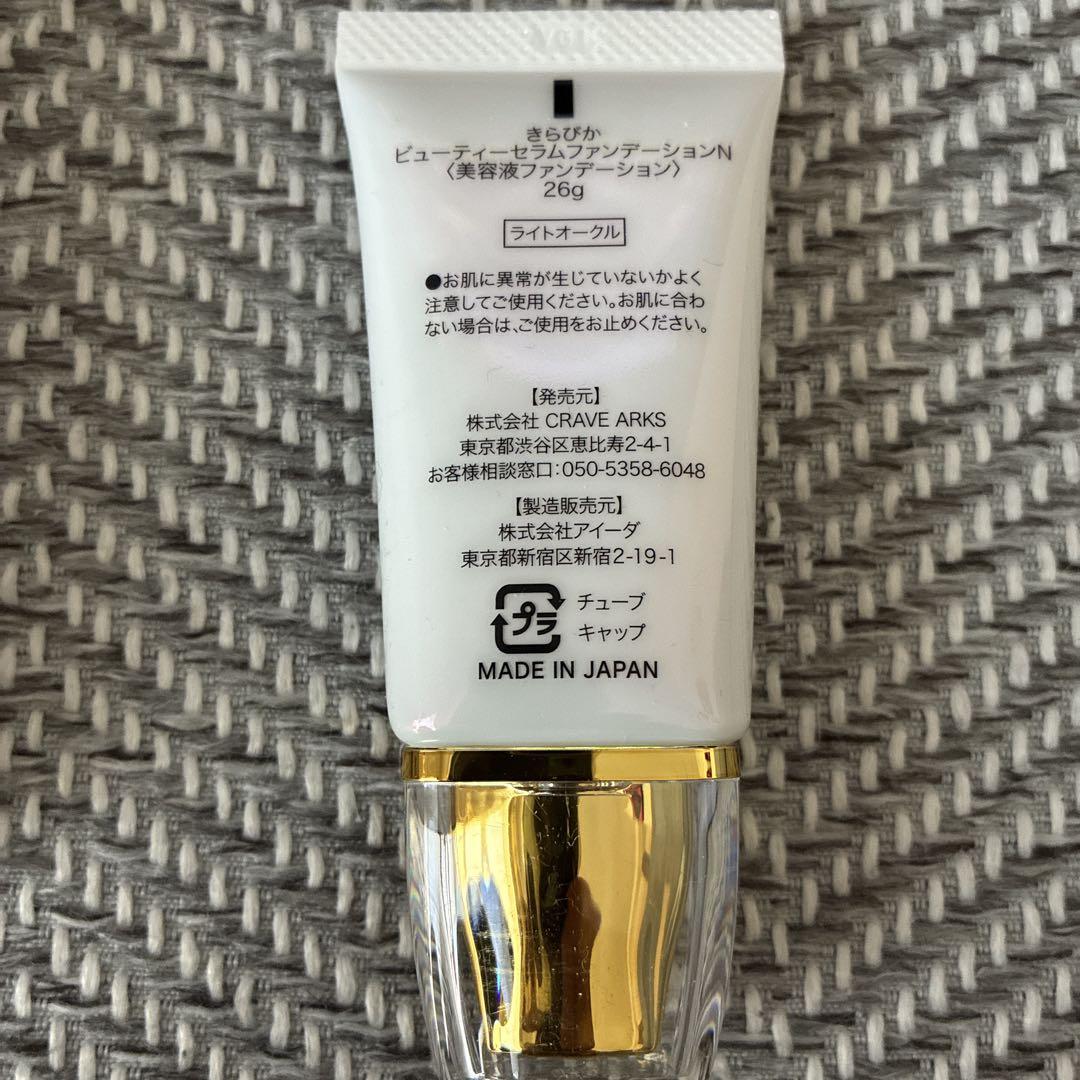 きらびか
ビューティーセラムファンデーションN
〈美容液ファンデーション〉
26g
ライトオークル
●お肌に異常が生じていないかよく
注意してご使用ください。お肌に合わ
ない場合は、ご使用をお止めください。
【発売元】
株式会社 CRAVE ARKS
東京都渋谷区恵比寿2-4-1
お客様相談窓口:050-5358-6048
【製造販売元】
株式会社アイーダ
東京都新宿区新宿2-19-1
プラ チューブ
キャップ
MADE IN JAPAN